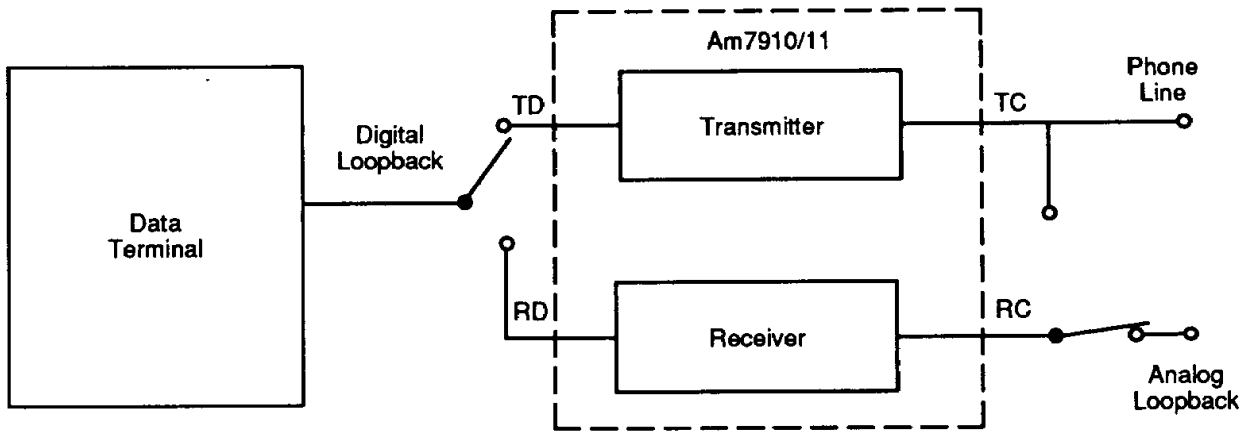 Am7910/11
Data
Terminal
Digital
Loopback
TD
Transmitter
TC
Phone
Line
RD
Receiver
RC
Analog
Loopback